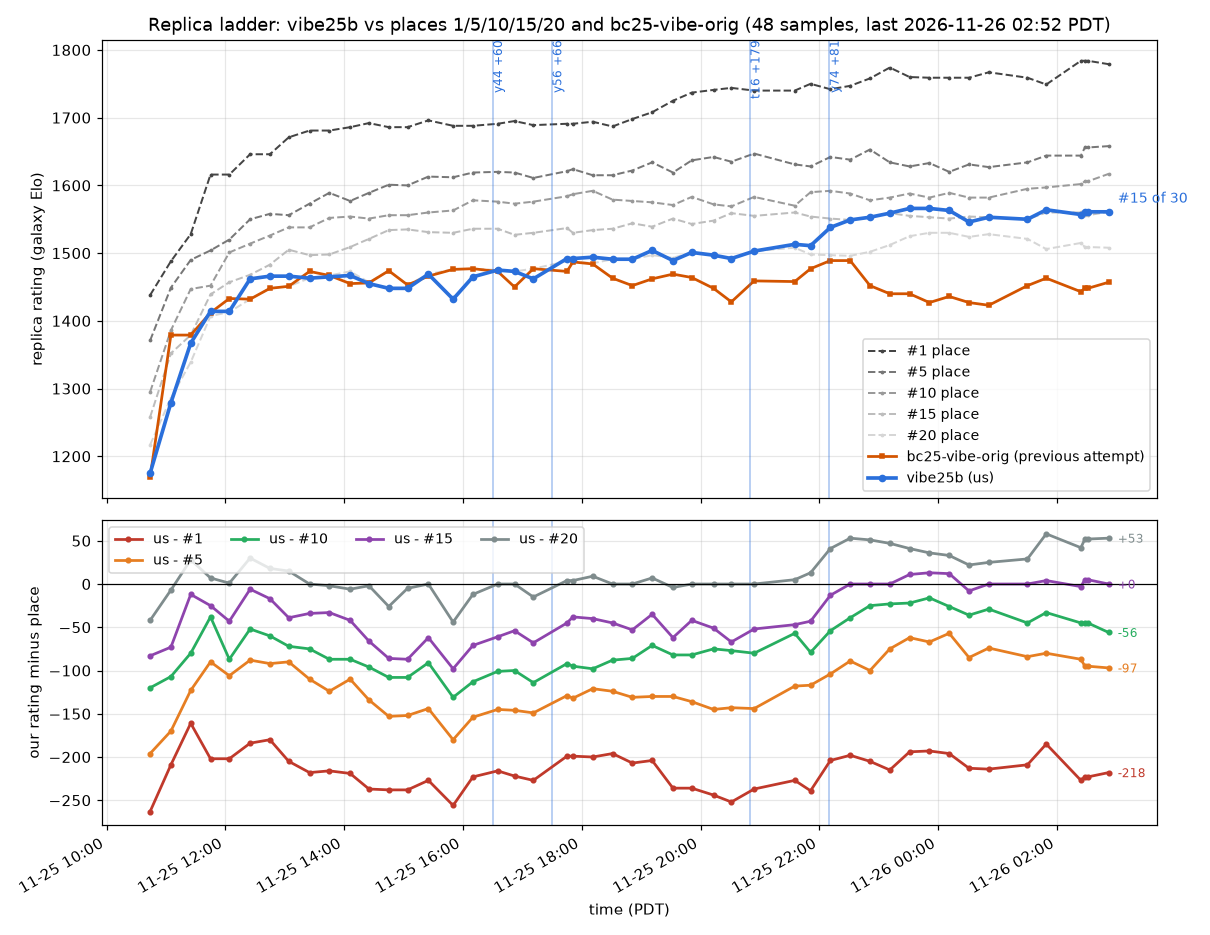 Replica ladder: vibe25b vs places 1/5/10/15/20 and bc25-vibe-orig (48 samples, last 2026-11-26 02:52 PDT)
replica rating (galaxy Elo)
1800
1700
1600
1500
1400
1300
1200
y44 +60
y56 +66
t16 +179
y74 +81
#15 of 30
#1 place
#5 place
#10 place
#15 place
#20 place
bc25-vibe-orig (previous attempt)
vibe25b (us)
our rating minus place
50
0
−50
−100
−150
−200
−250
us - #1
us - #5
us - #10
us - #15
us - #20
+53
+0
-56
-97
-218
11-25 10:00
11-25 12:00
11-25 14:00
11-25 16:00
11-25 18:00
11-25 20:00
11-25 22:00
11-26 00:00
11-26 02:00
time (PDT)